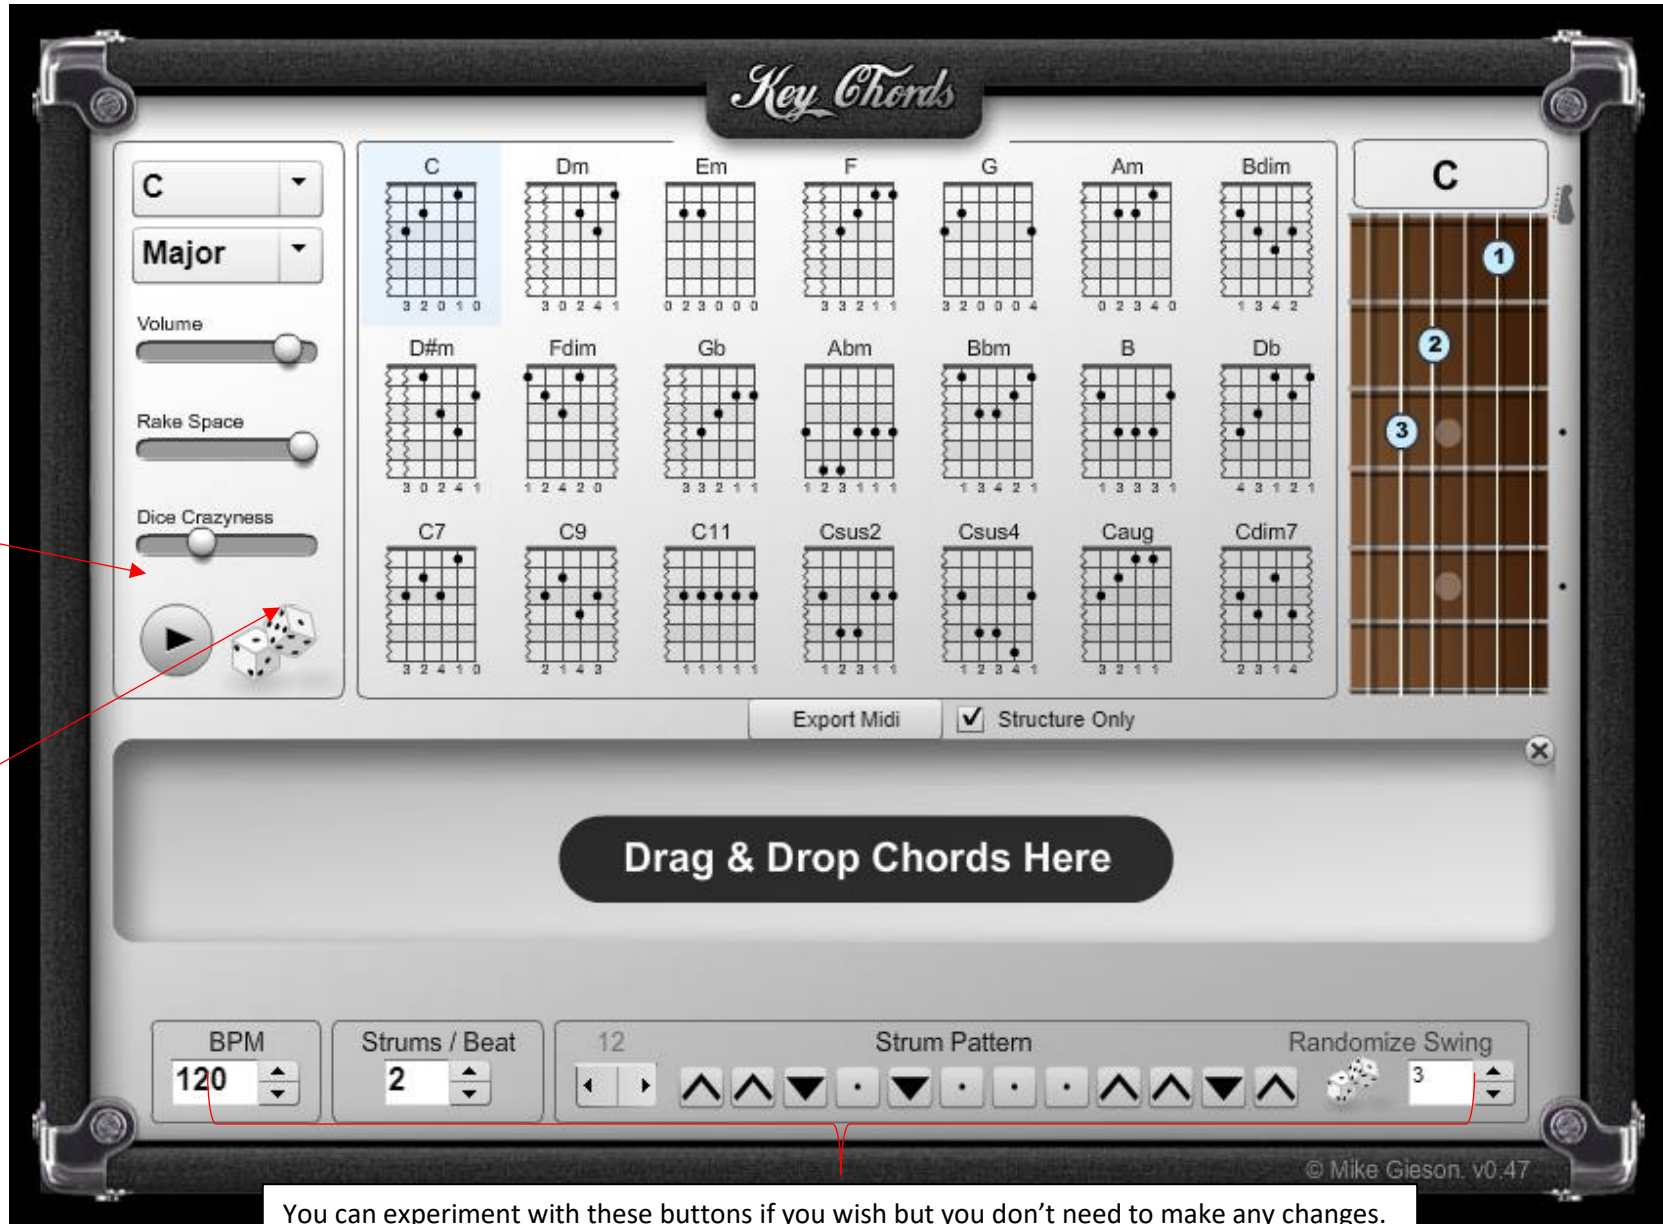 Key Chords
C
Major
Volume
Rake Space
Dice Crazyness
C Dm Em F G Am Bdim
3 2 0 1 0 3 0 2 4 1 0 2 3 0 0 0 3 3 2 1 1 3 2 0 0 0 4 0 2 3 4 0 1 3 4 2
D#m Fdim Gb Abm Bbm B Db
3 0 2 4 1 1 2 4 2 0 3 3 2 1 1 1 2 3 1 1 1 1 3 4 2 1 1 3 3 3 1 4 3 1 2 1
C7 C9 C11 Csus2 Csus4 Caug Cdim7
3 2 4 1 0 2 1 4 3 1 1 1 1 1 1 2 3 1 1 1 2 3 4 1 3 2 1 1 2 3 1 4
C
1
2
3
Export Midi Structure Only
Drag & Drop Chords Here
BPM
120
Strums / Beat
2
12 Strum Pattern Randomize Swing
3
© Mike Gieson. v0.47
You can experiment with these buttons if you wish but you don't need to make any changes.